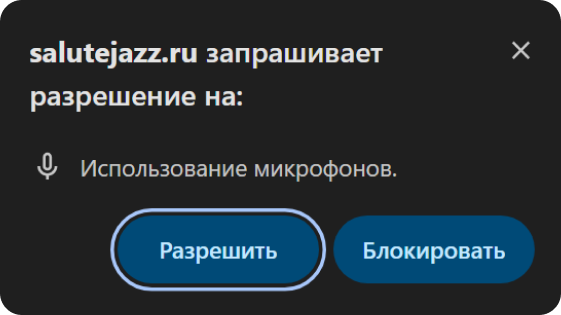 salutejazz.ru запрашивает
разрешение на:
Использование микрофонов.
Разрешить
Блокировать